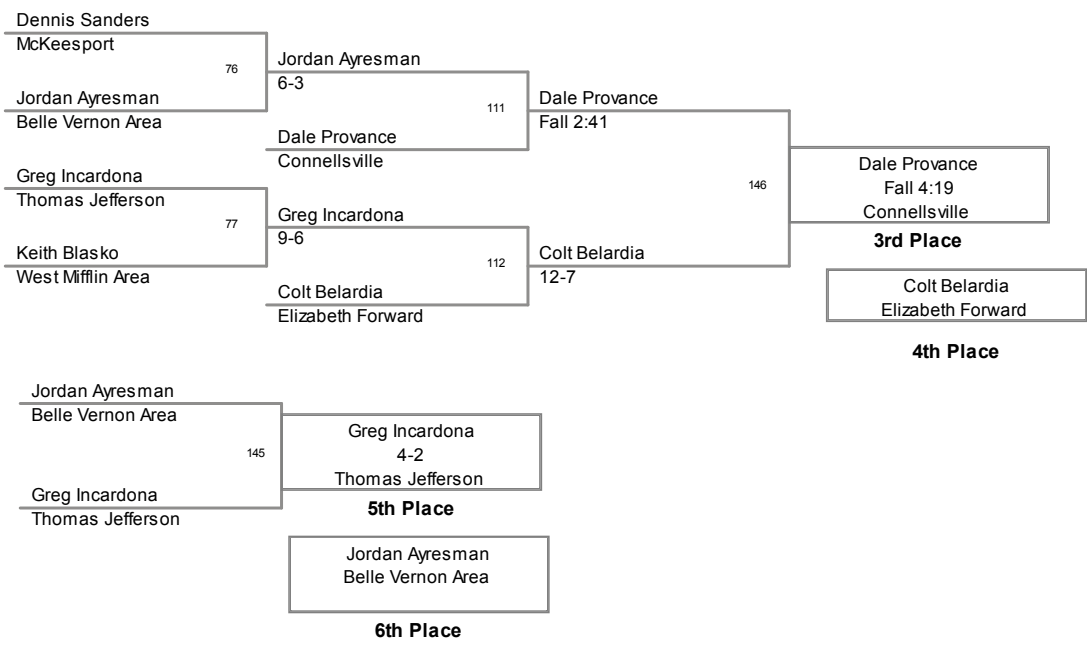 Dennis Sanders
McKeesport
76
Jordan Ayresman
Belle Vernon Area
Jordan Ayresman
6-3
111
Dale Provance
Connellsville
Dale Provance
Fall 2:41
Greg Incardona
Thomas Jefferson
77
Keith Blasko
West Mifflin Area
Greg Incardona
9-6
112
Colt Belardia
Elizabeth Forward
Colt Belardia
12-7
146
Dale Provance
Fall 4:19
Connellsville
3rd Place
Colt Belardia
Elizabeth Forward
4th Place
Jordan Ayresman
Belle Vernon Area
145
Greg Incardona
Thomas Jefferson
Greg Incardona
4-2
Thomas Jefferson
5th Place
Jordan Ayresman
Belle Vernon Area
6th Place